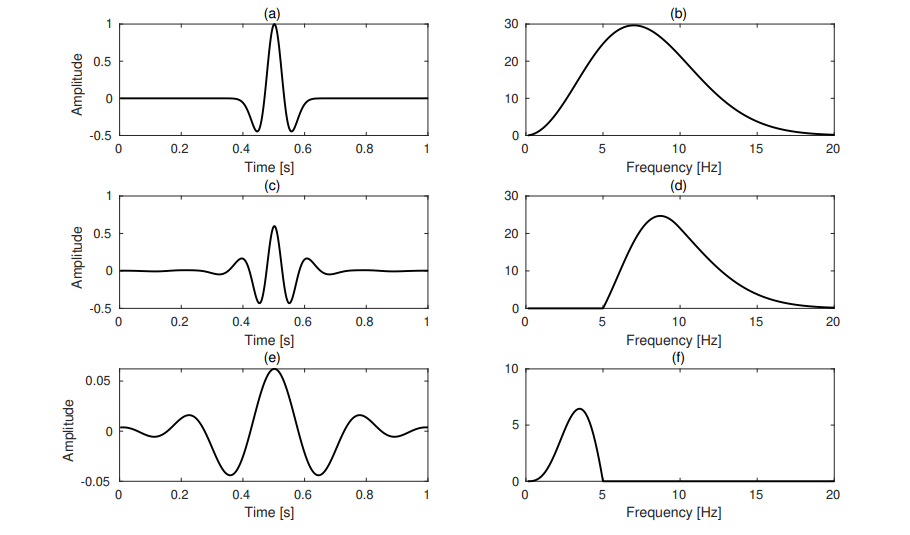 (a)
1
0.5
0
-0.5
Amplitude
0 0.2 0.4 0.6 0.8 1
Time [s]
(b)
30
20
10
0
0 5 10 15 20
Frequency [Hz]
(c)
1
0.5
0
-0.5
Amplitude
0 0.2 0.4 0.6 0.8 1
Time [s]
(d)
30
20
10
0
0 5 10 15 20
Frequency [Hz]
(e)
0.05
0
-0.05
Amplitude
0 0.2 0.4 0.6 0.8 1
Time [s]
(f)
10
5
0
0 5 10 15 20
Frequency [Hz]